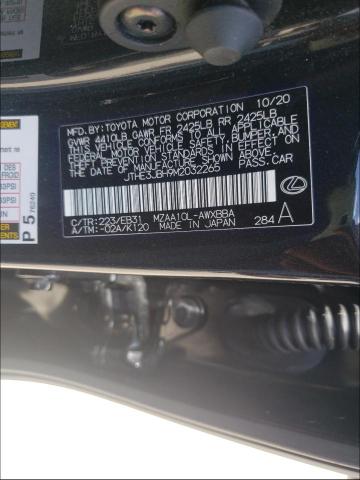 MFD. BY: TOYOTA MOTOR CORPORATION 10/20
GVWR 4410LB GAWR FR 2425LB RR 2425LB
THIS VEHICLE CONFORMS TO ALL APPLICABLE
FEDERAL MOTOR VEHICLE SAFETY, BUMPER, AND
THEFT PREVENTION STANDARDS IN EFFECT ON THE DATE
OF MANUFACTURE SHOWN ABOVE.
JTHE3JBH9M2032265 PASS. CAR
C/TR: 223/EB31 MZAA10L-AWXBBA
A/TM: -02A/K120 MADE IN JAPAN 284 A
P 5
76240